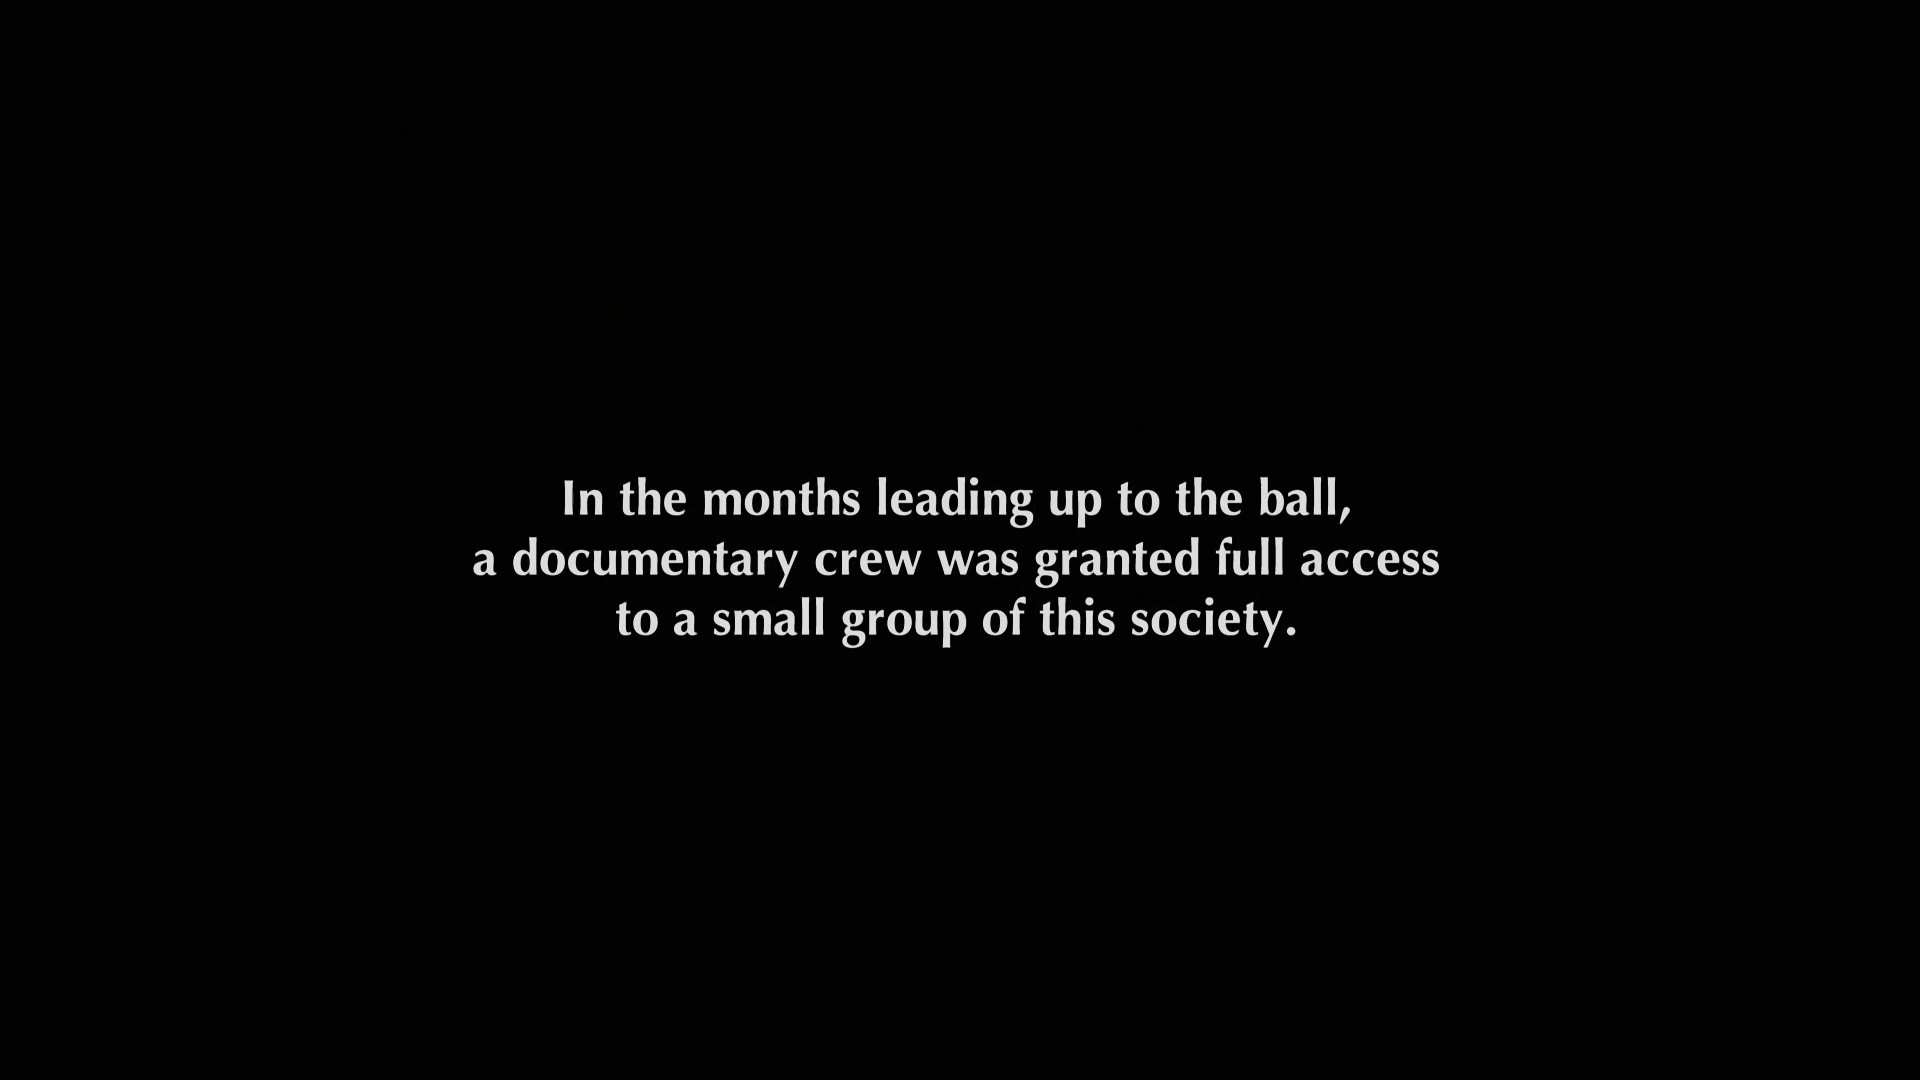 In the months leading up to the ball,
a documentary crew was granted full access
to a small group of this society.